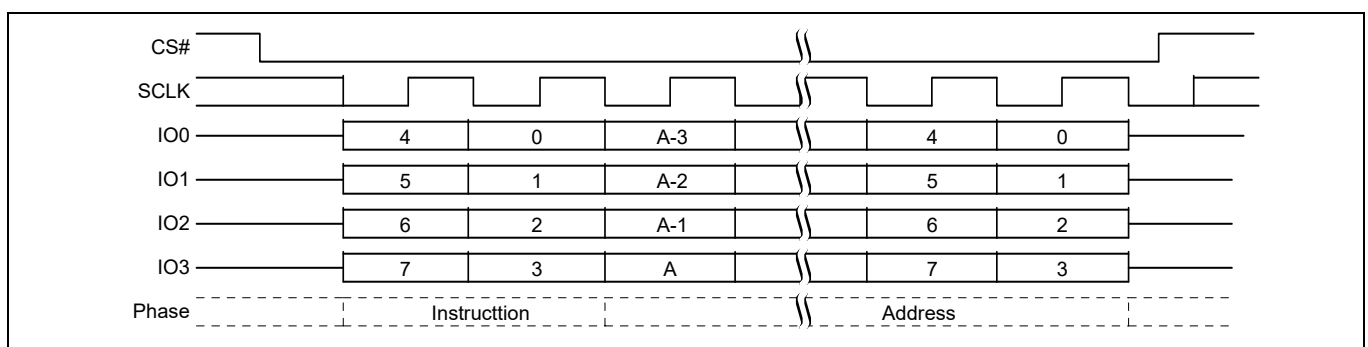 CS#
SCLK
IO0 4 0 A-3 4 0
IO1 5 1 A-2 5 1
IO2 6 2 A-1 6 2
IO3 7 3 A 7 3
Phase Instructtion Address